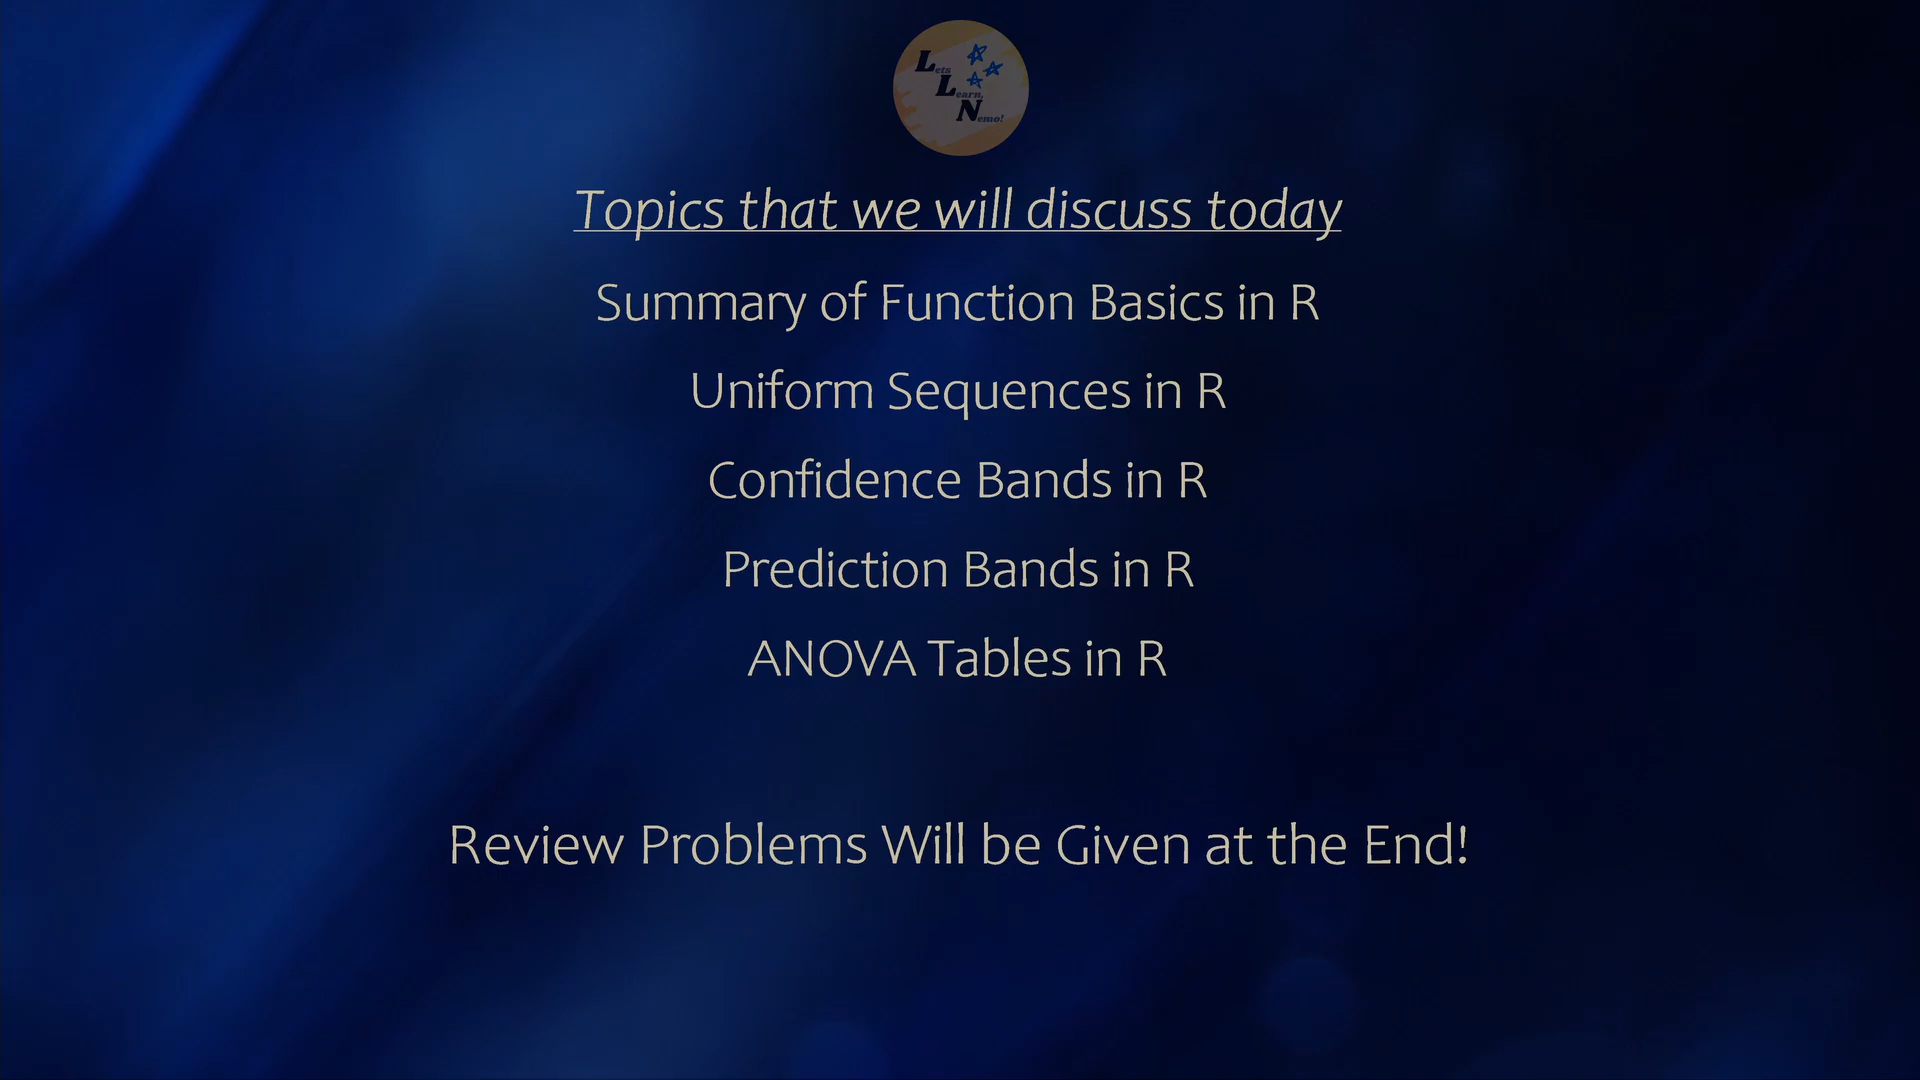 Lets
Learn,
Nemo!
Topics that we will discuss today
Summary of Function Basics in R
Uniform Sequences in R
Confidence Bands in R
Prediction Bands in R
ANOVA Tables in R
Review Problems Will be Given at the End!